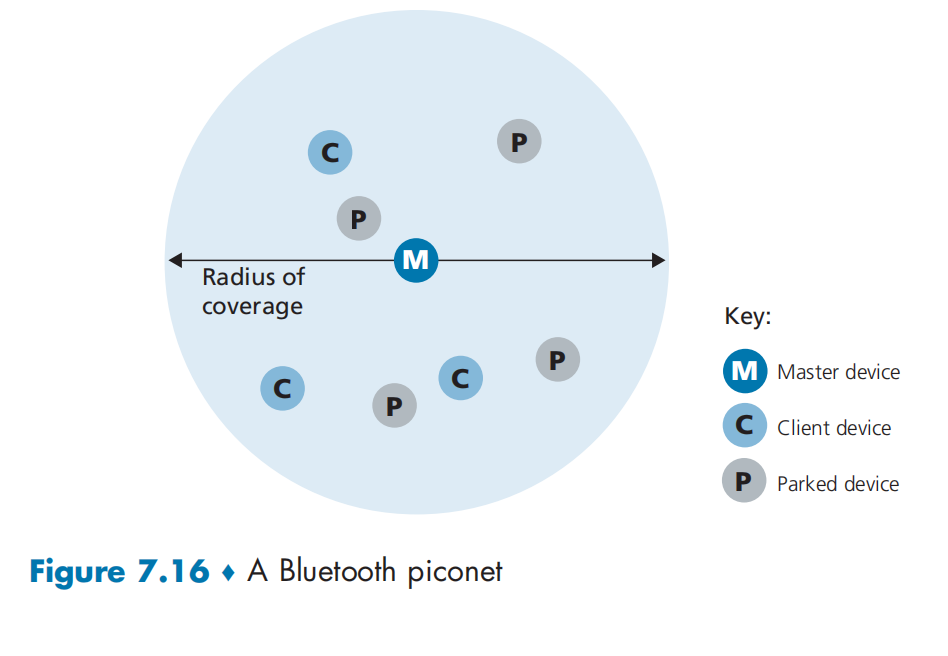 C
P
P
M
Radius of
coverage
P
C
C
P
Key:
M Master device
C Client device
P Parked device
Figure 7.16 ♦ A Bluetooth piconet